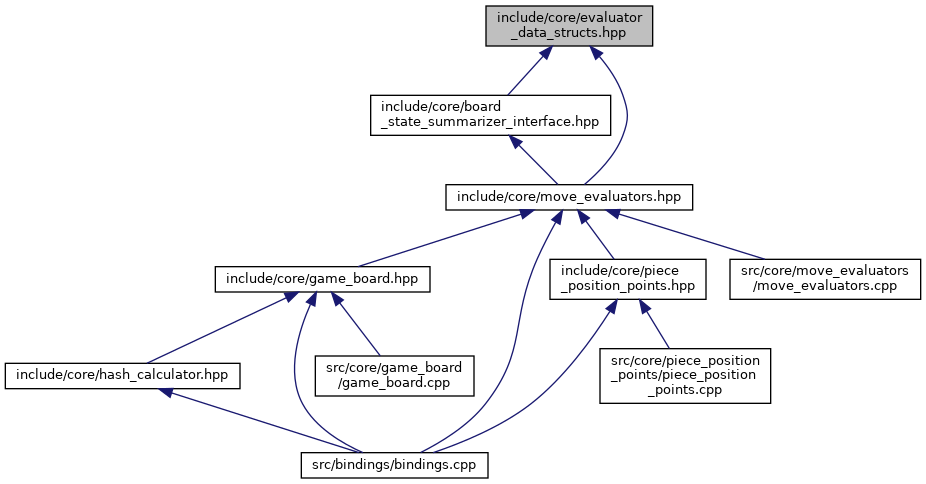 include/core/evaluator
_data_structs.hpp
include/core/board
_state_summarizer_interface.hpp
include/core/move_evaluators.hpp
include/core/game_board.hpp
include/core/piece
_position_points.hpp
src/core/move_evaluators
/move_evaluators.cpp
include/core/hash_calculator.hpp
src/core/game_board
/game_board.cpp
src/core/piece_position
_points/piece_position
_points.cpp
src/bindings/bindings.cpp